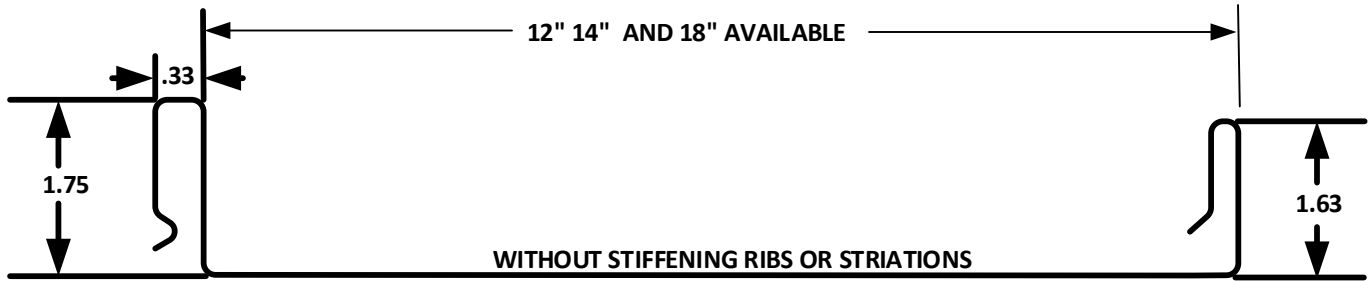 12" 14" AND 18" AVAILABLE
.33
1.75
1.63
WITHOUT STIFFENING RIBS OR STRIATIONS